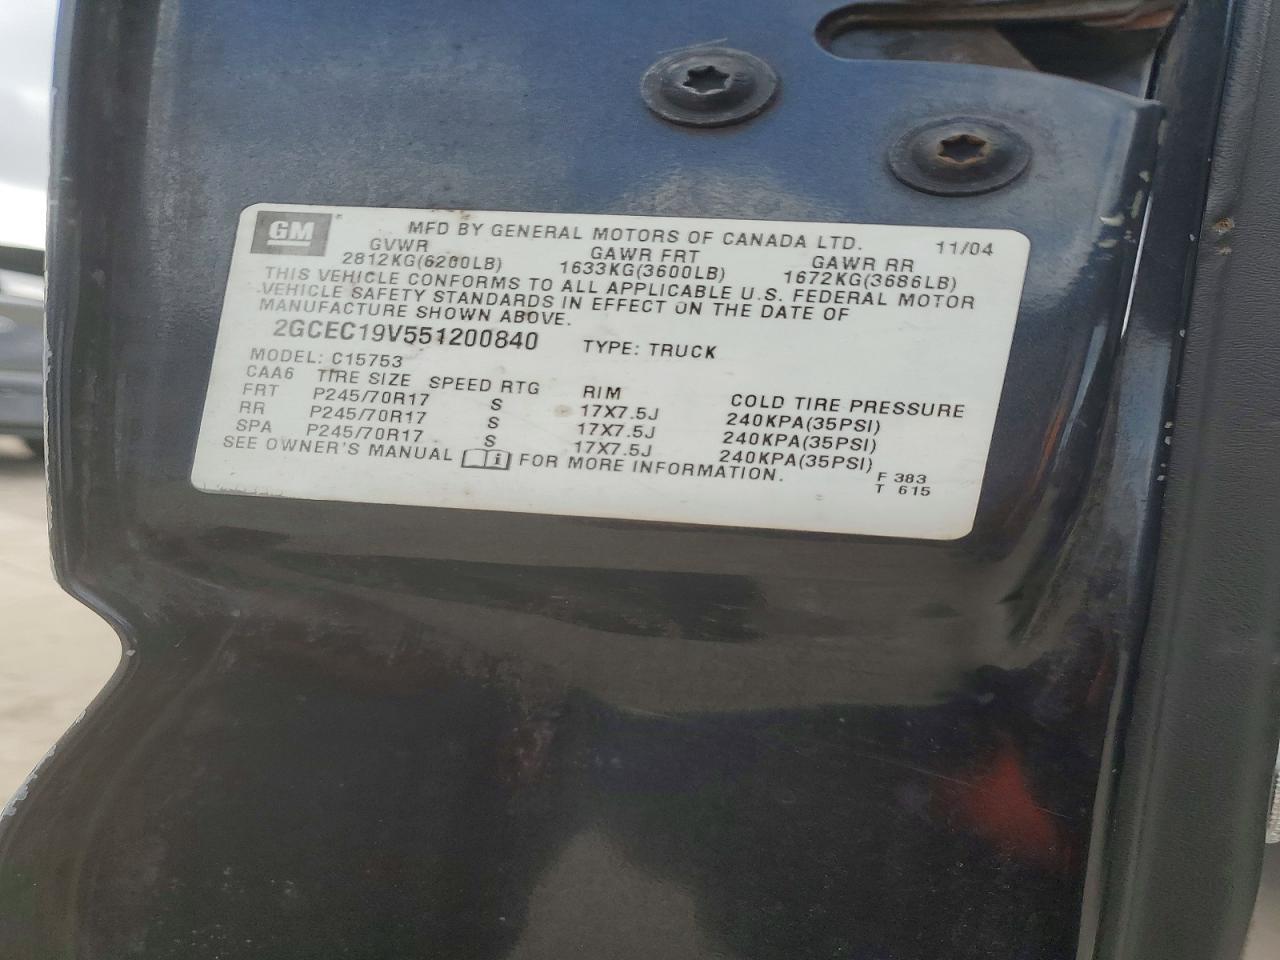 GM MFD BY GENERAL MOTORS OF CANADA LTD. 11/04
GVWR GAWR FRT GAWR RR
2812KG(6200LB) 1633KG(3600LB) 1672KG(3686LB)
THIS VEHICLE CONFORMS TO ALL APPLICABLE U.S. FEDERAL MOTOR
VEHICLE SAFETY STANDARDS IN EFFECT ON THE DATE OF
MANUFACTURE SHOWN ABOVE.
2GCEC19V551200840 TYPE: TRUCK
MODEL: C15753
CAA6 TIRE SIZE SPEED RTG RIM COLD TIRE PRESSURE
FRT P245/70R17 S 17X7.5J 240KPA(35PSI)
RR P245/70R17 S 17X7.5J 240KPA(35PSI)
SPA P245/70R17 S 17X7.5J 240KPA(35PSI)
SEE OWNER'S MANUAL i FOR MORE INFORMATION.
F 383
T 615